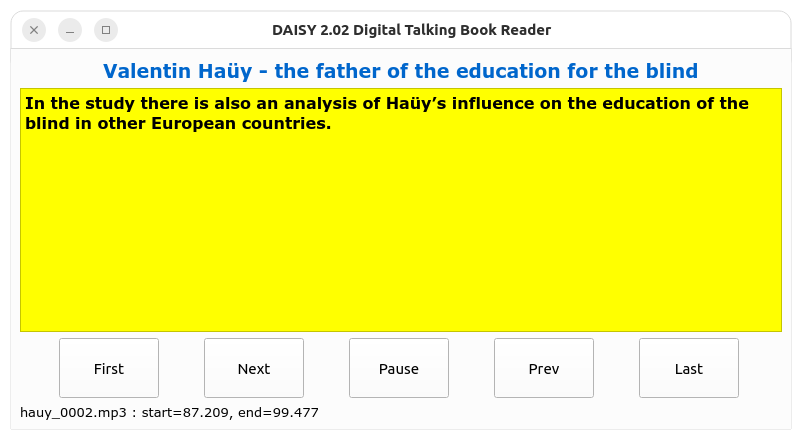 DAISY 2.02 Digital Talking Book Reader
Valentin Haüy - the father of the education for the blind
In the study there is also an analysis of Haüy’s influence on the education of the
blind in other European countries.
First
Next
Pause
Prev
Last
hauy_0002.mp3 : start=87.209, end=99.477